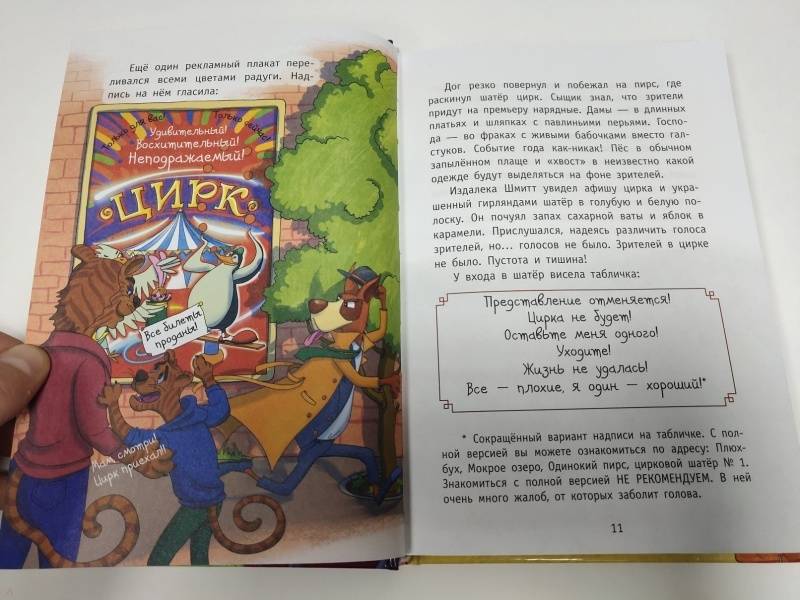 Ещё один рекламный плакат пере-
ливался всеми цветами радуги. Над-
пись на нём гласила:
Только для вас!
Только сейчас!
Удивительный!
Восхитительный!
Неподражаемый!
ЦИРК
Все билеты
проданы!
Мам, смотри!
Цирк приехал!!
Дог резко повернул и побежал на пирс, где
раскинул шатёр цирк. Сыщик знал, что зрители
придут на премьеру нарядные. Дамы — в длинных
платьях и шляпках с павлиньими перьями. Госпо-
да — во фраках с живыми бабочками вместо гал-
стуков. Событие года как-никак! Пёс в обычном
запылённом плаще и «хвост» в неизвестно какой
одежде будут выделяться на фоне зрителей.
Издалека Шмитт увидел афишу цирка и укра-
шенный гирляндами шатёр в голубую и белую по-
лоску. Он почуял запах сахарной ваты и яблок в
карамели. Прислушался, надеясь различить голоса
зрителей, но... голосов не было. Зрителей в цирке
не было. Пустота и тишина!
У входа в шатёр висела табличка:
Представление отменяется!
Цирка не будет!
Оставьте меня одного!
Уходите!
Жизнь не удалась!
Все — плохие, я один — хороший!*
* Сокращённый вариант надписи на табличке. С пол-
ной версией вы можете ознакомиться по адресу: Плюх-
бух, Мокрое озеро, Одинокий пирс, цирковой шатёр № 1.
Знакомиться с полной версией НЕ РЕКОМЕНДУЕМ. В ней
очень много жалоб, от которых заболит голова.
11